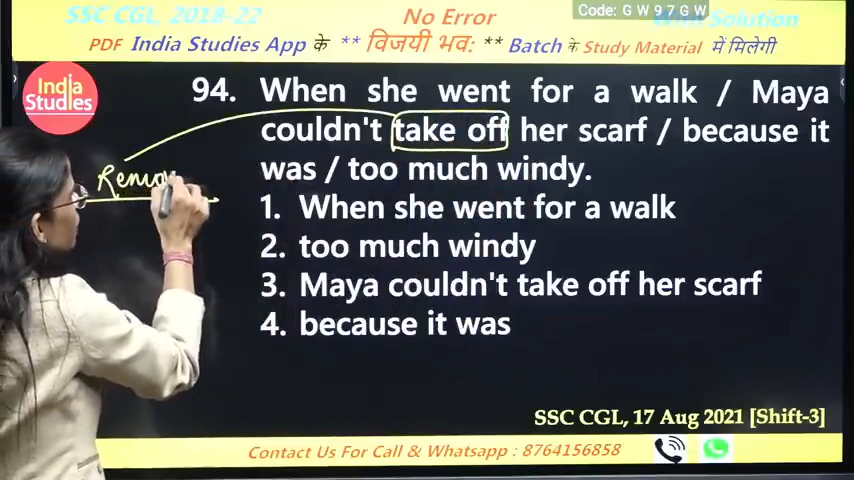 SSC CGL, 2018-22
No Error
Code: G W 9 7 G W
With Solution
PDF India Studies App के ** विजयी भव: ** Batch के Study Material में मिलेगी
India
Studies
94. When she went for a walk / Maya
couldn't take off her scarf / because it
was / too much windy.
1. When she went for a walk
2. too much windy
3. Maya couldn't take off her scarf
4. because it was
SSC CGL, 17 Aug 2021 [Shift-3]
Contact Us For Call & Whatsapp : 8764156858